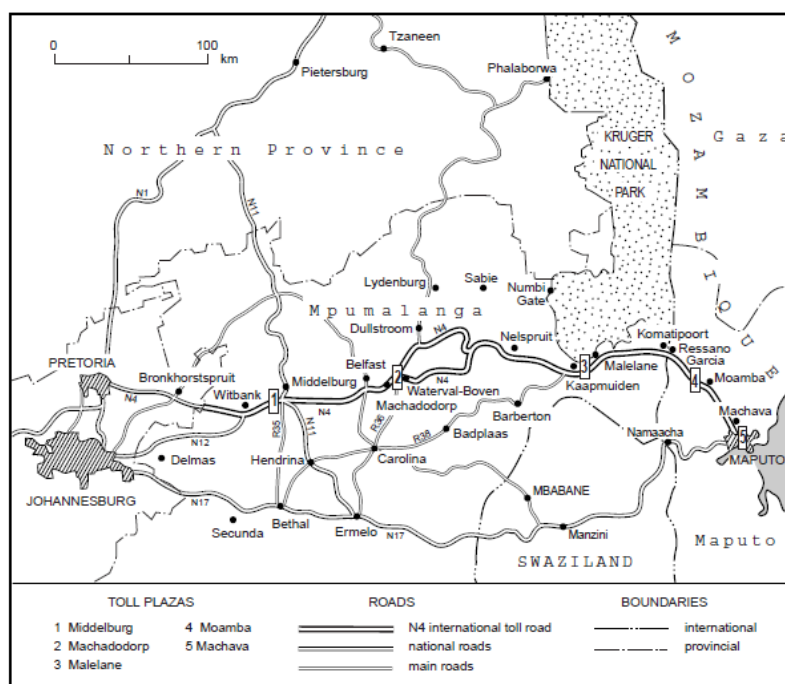 0 100
km
Tzaneen
Pietersburg
Phalaborwa
MOZAMBIQUE
Gaza
KRUGER
NATIONAL
PARK
Northern Province
N1
N11
Lydenburg
Sabie
Numbi
Gate
Mpumalanga
Dullstroom
N4
Nelspruit
Komatipoort
Ressano
Garcia
PRETORIA
Bronkhorstspruit
Belfast
2
N4
3
Malelane
4
Moamba
Witbank
1
Middelburg
Waterval-Boven
Kaapmuiden
N4
N4
Machadodorp
Barberton
Machava
N12
R35
N11
R36
R38
Badplaas
Namaacha
5
Delmas
Hendrina
Carolina
MAPUTO
JOHANNESBURG
MBABANE
N17
Secunda
Bethal
Ermelo
N17
Manzini
Maputo
SWAZILAND
TOLL PLAZAS
1 Middelburg
2 Machadodorp
3 Malelane
4 Moamba
5 Machava
ROADS
N4 international toll road
national roads
main roads
BOUNDARIES
international
provincial